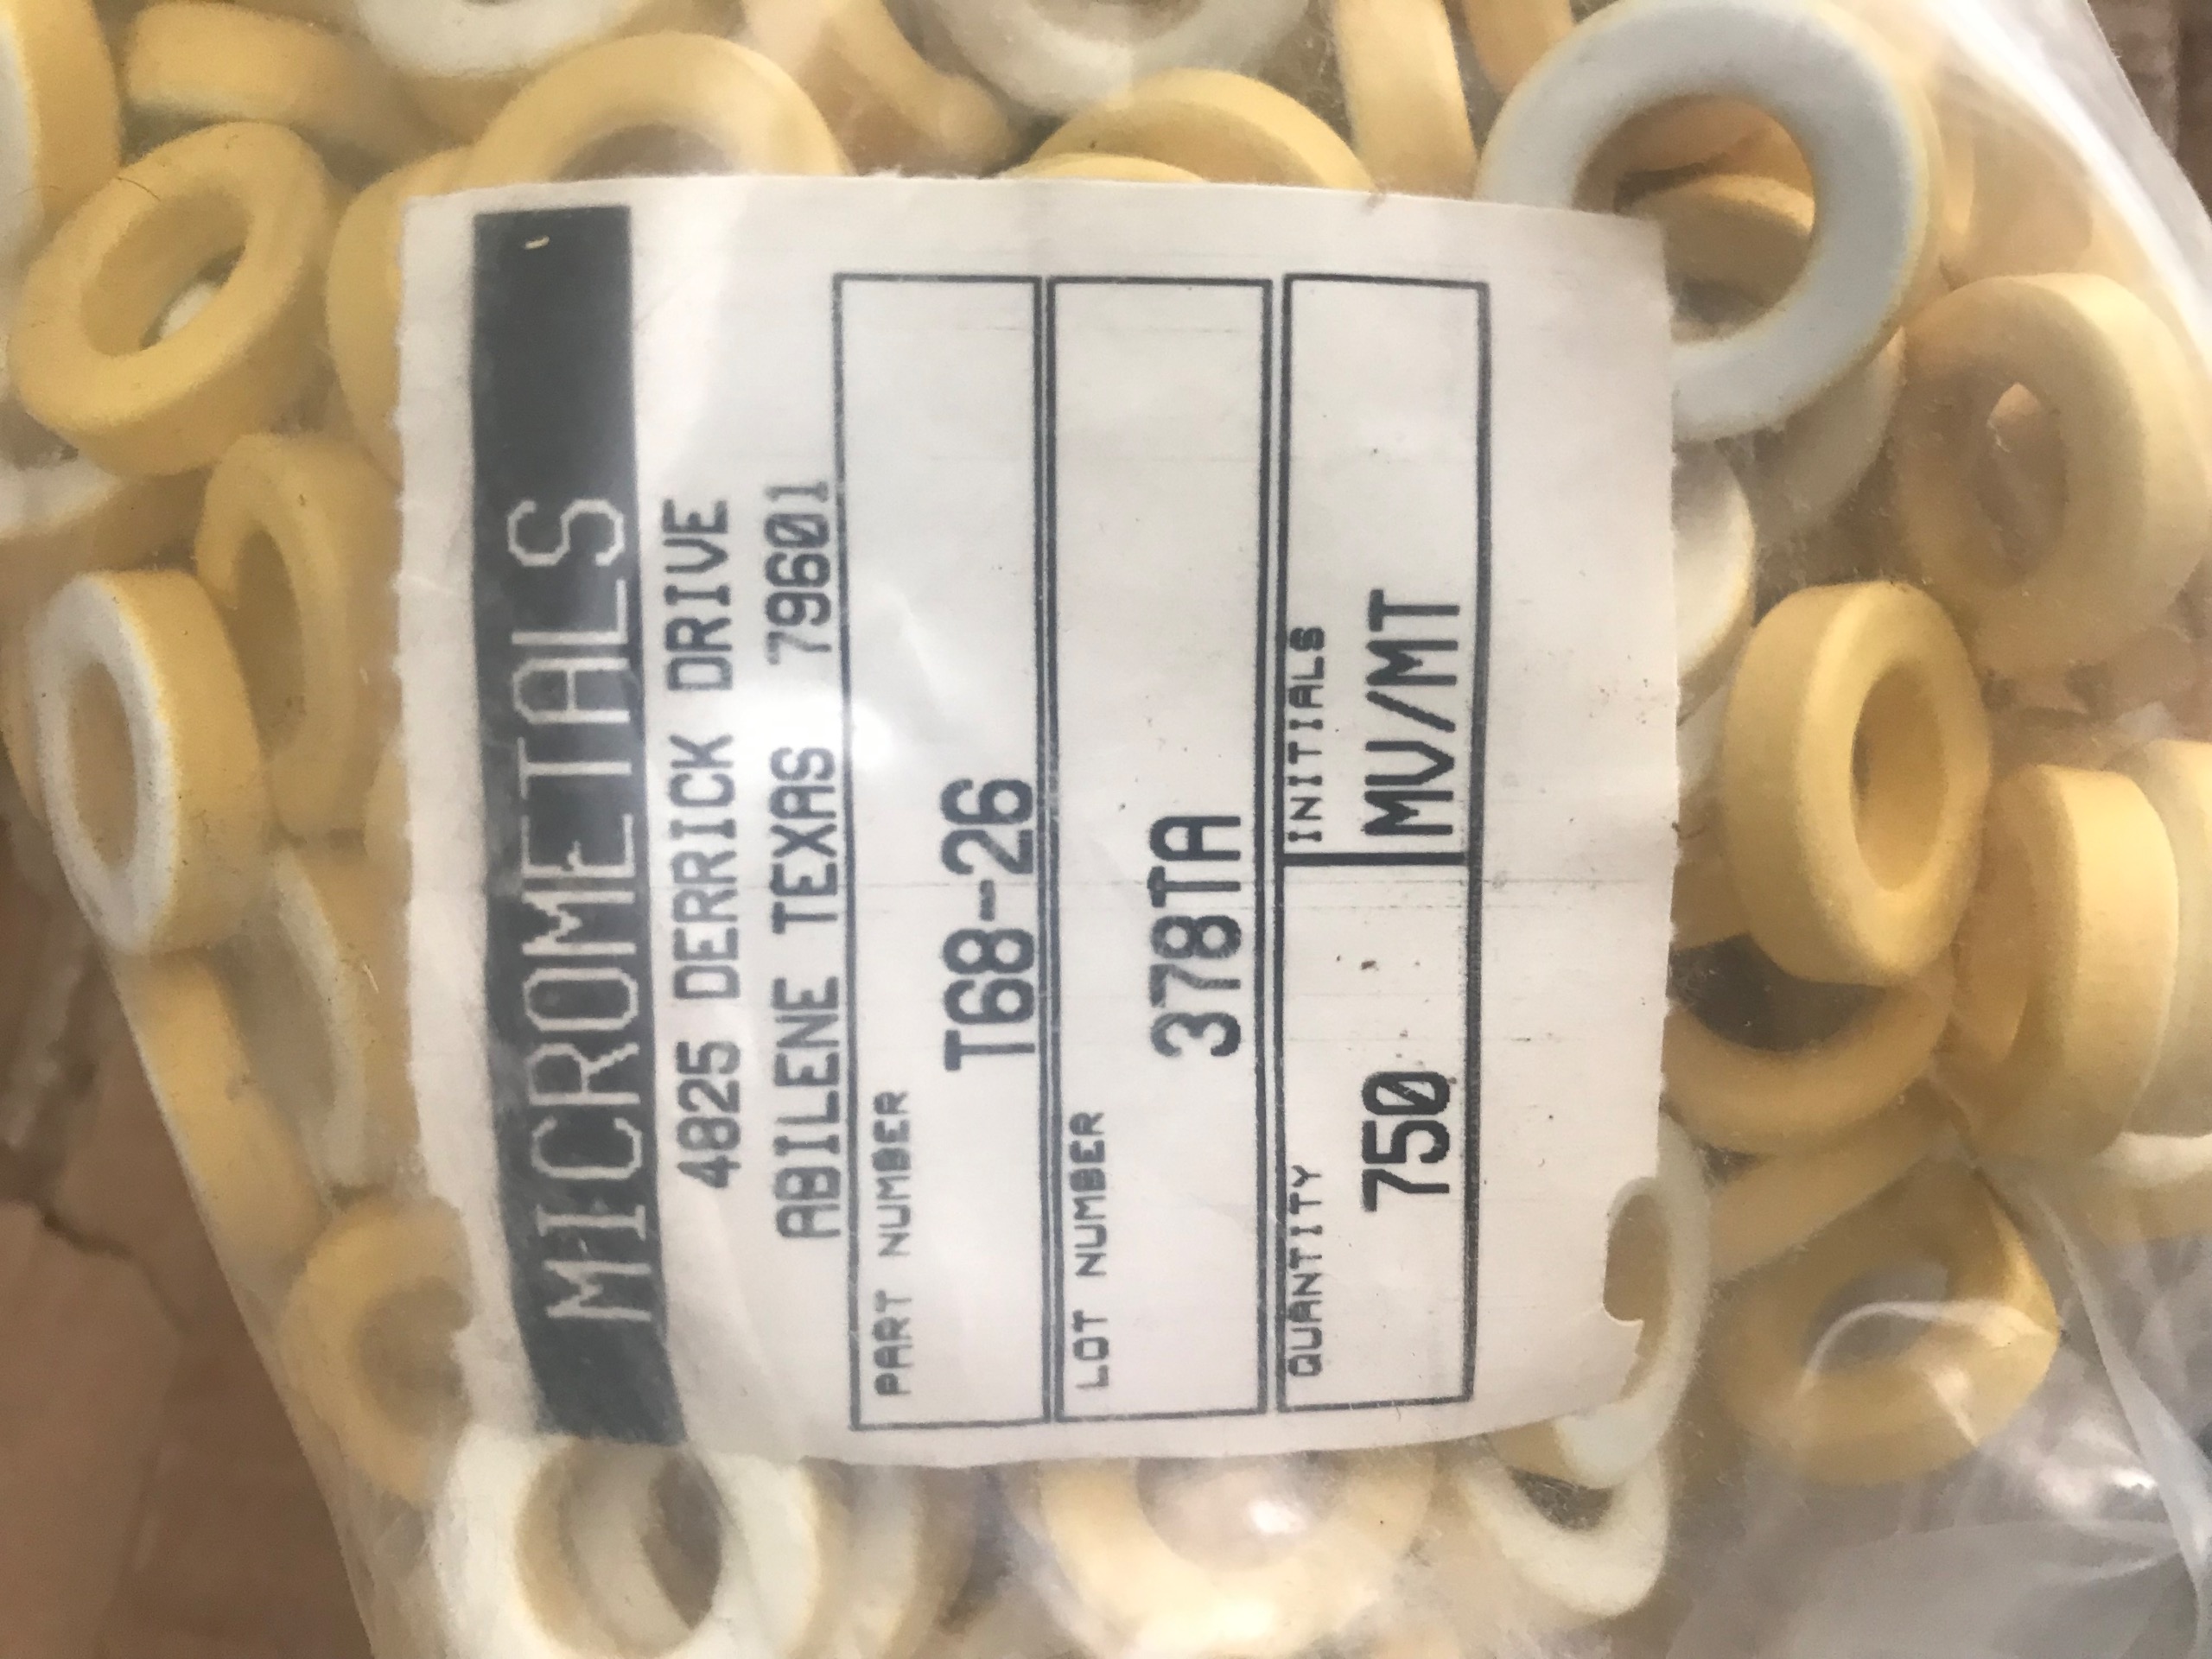 MICROMETALS
4825 DERRICK DRIVE
ABILENE TEXAS 79601
PART NUMBER
T68-26
LOT NUMBER
378TA
QUANTITY
750
INITIALS
MV/MT